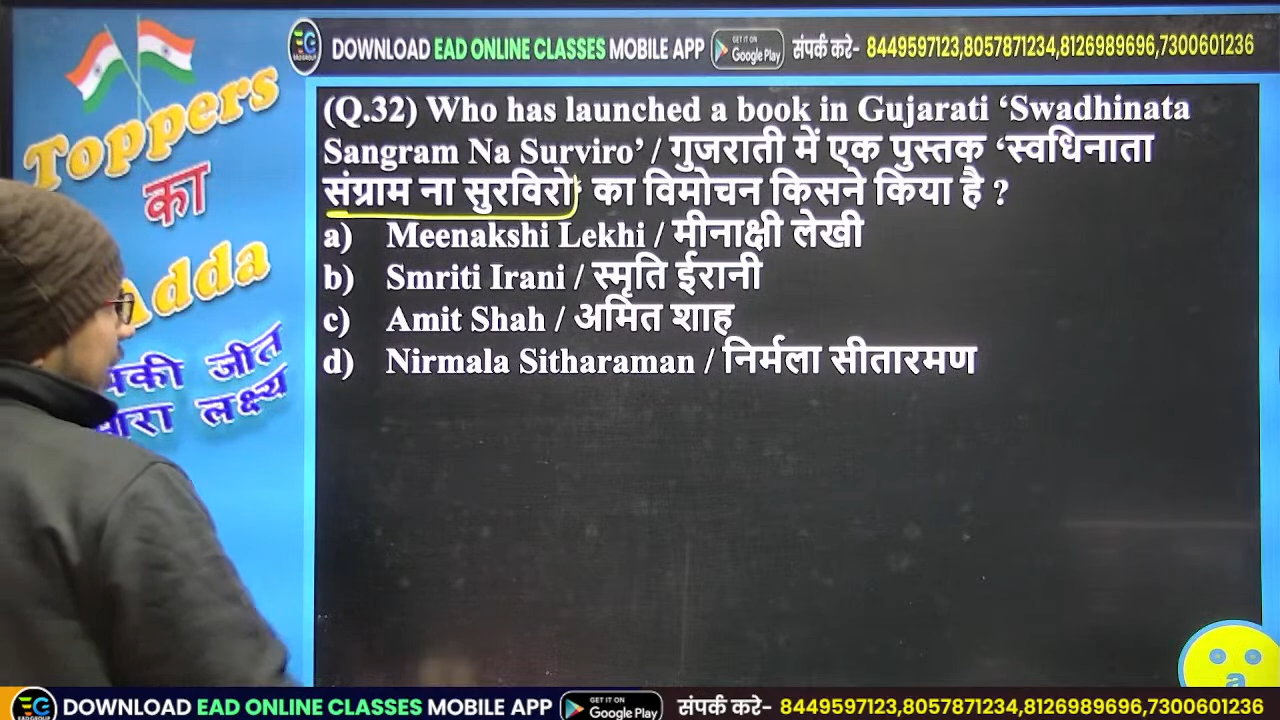 DOWNLOAD EAD ONLINE CLASSES MOBILE APP GET IT ON Google Play संपर्क करे- 8449597123,8057871234,8126989696,7300601236
Toppers
का
Adda
जीत
लक्ष्य
(Q.32) Who has launched a book in Gujarati ‘Swadhinata
Sangram Na Surviro’ / गुजराती में एक पुस्तक ‘स्वधिनाता
संग्राम ना सुरविरो’ का विमोचन किसने किया है ?
a) Meenakshi Lekhi / मीनाक्षी लेखी
b) Smriti Irani / स्मृति ईरानी
c) Amit Shah / अमित शाह
d) Nirmala Sitharaman / निर्मला सीतारमण
a
DOWNLOAD EAD ONLINE CLASSES MOBILE APP GET IT ON Google Play संपर्क करे- 8449597123,8057871234,8126989696,7300601236